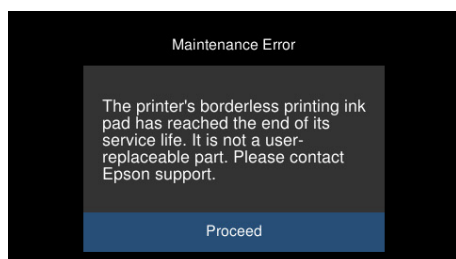 Maintenance Error
The printer's borderless printing ink
pad has reached the end of its
service life. It is not a user-
replaceable part. Please contact
Epson support.
Proceed